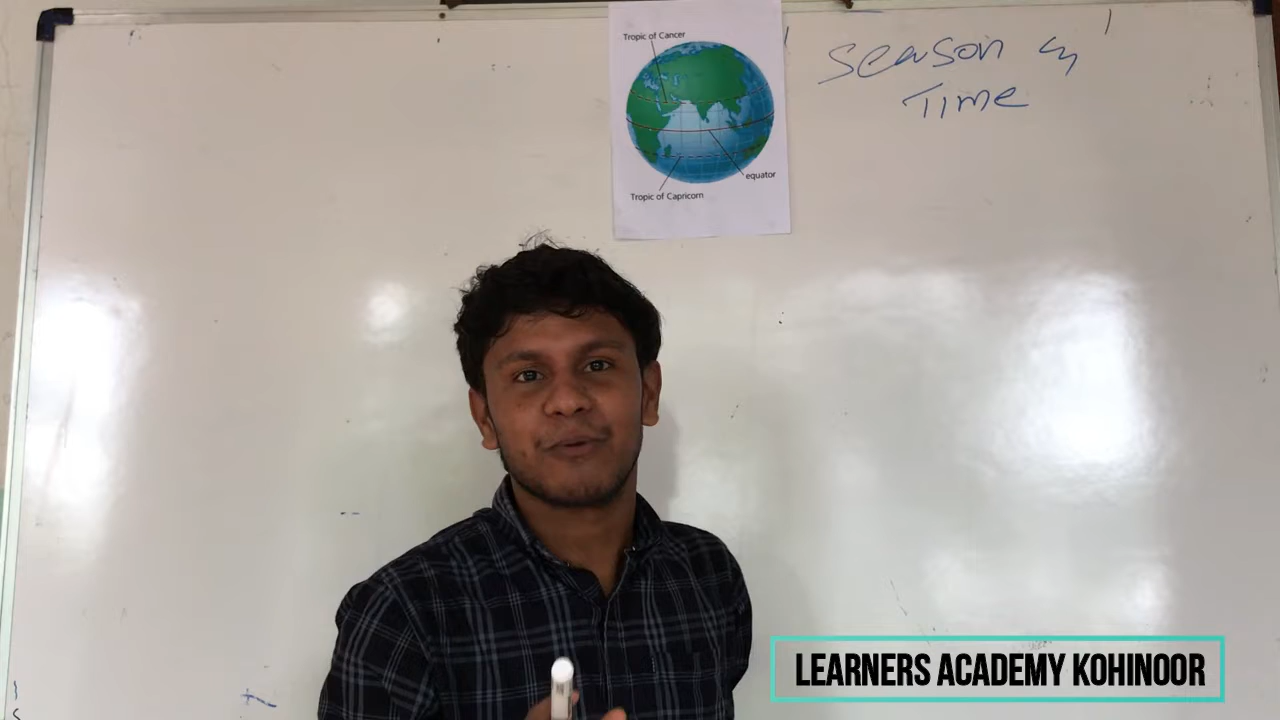 Tropic of Cancer
equator
Tropic of Capricorn
season &
Time
LEARNERS ACADEMY KOHINOOR